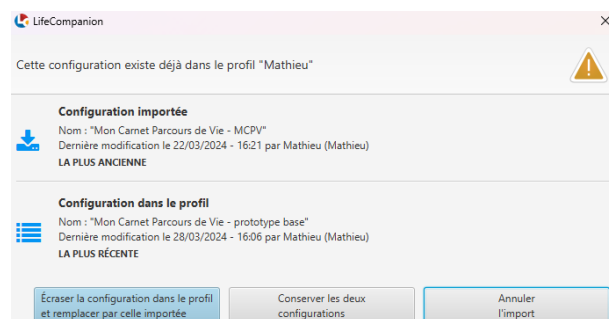 LifeCompanion
Cette configuration existe déjà dans le profil "Mathieu"
Configuration importée
Nom : "Mon Carnet Parcours de Vie - MCPV"
Dernière modification le 22/03/2024 - 16:21 par Mathieu (Mathieu)
LA PLUS ANCIENNE
Configuration dans le profil
Nom : "Mon Carnet Parcours de Vie - prototype base"
Dernière modification le 28/03/2024 - 16:06 par Mathieu (Mathieu)
LA PLUS RÉCENTE
Écraser la configuration dans le profil
et remplacer par celle importée
Conserver les deux
configurations
Annuler
l'import